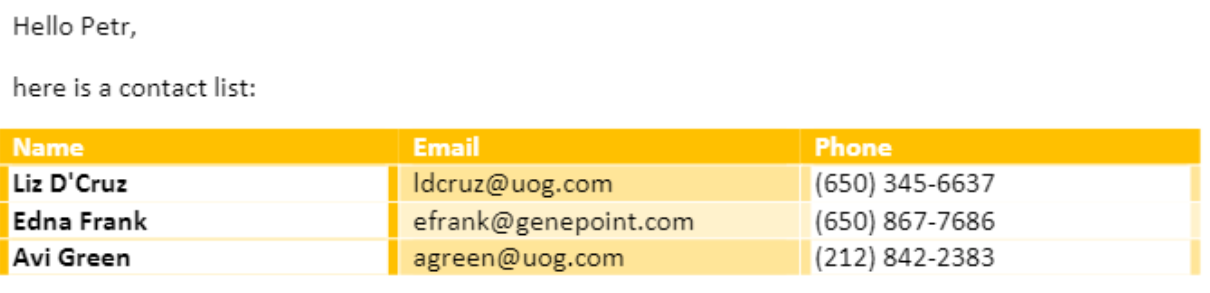 Hello Petr,
here is a contact list:
Name Email Phone
Liz D'Cruz ldcruz@uog.com (650) 345-6637
Edna Frank efrank@genepoint.com (650) 867-7686
Avi Green agreen@uog.com (212) 842-2383